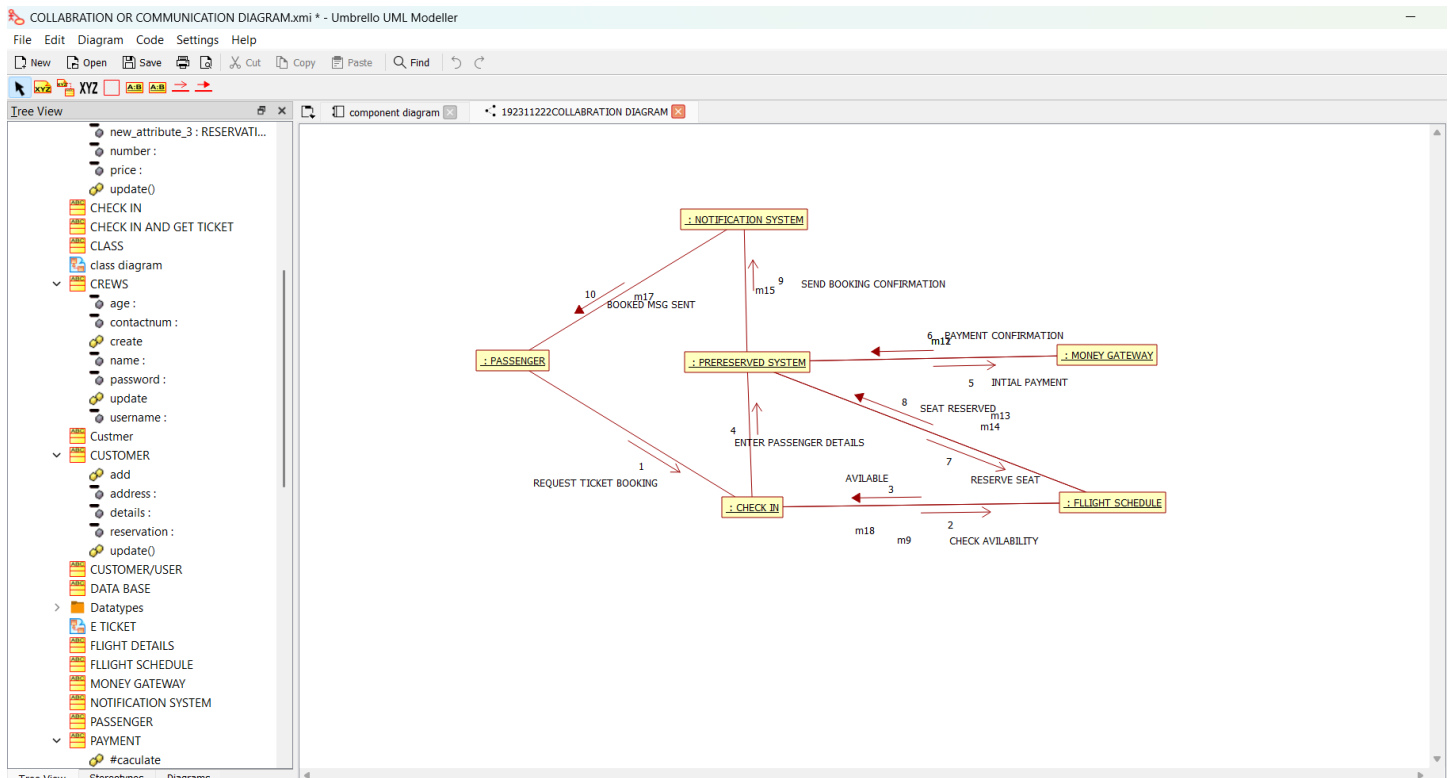 COLLABRATION OR COMMUNICATION DIAGRAM.xmi * - Umbrello UML Modeller
File Edit Diagram Code Settings Help
New Open Save Cut Copy Paste Find
XYZ XYZ XYZ A:B A:B
Tree View
component diagram
192311222COLLABRATION DIAGRAM
new_attribute_3 : RESERVATI...
number :
price :
update()
CHECK IN
CHECK IN AND GET TICKET
CLASS
class diagram
CREWS
age :
contactnum :
create
name :
password :
update
username :
Custmer
CUSTOMER
add
address :
details :
reservation :
update()
CUSTOMER/USER
DATA BASE
Datatypes
E TICKET
FLIGHT DETAILS
FLLIGHT SCHEDULE
MONEY GATEWAY
NOTIFICATION SYSTEM
PASSENGER
PAYMENT
#caculate
Tree View Stereotypes Diagrams
: NOTIFICATION SYSTEM
9 SEND BOOKING CONFIRMATION
m15
10 m17
BOOKED MSG SENT
6 PAYMENT CONFIRMATION
: PASSENGER
: PRERESERVED SYSTEM
: MONEY GATEWAY
5 INTIAL PAYMENT
8 SEAT RESERVED
m13
m14
4
ENTER PASSENGER DETAILS
7
RESERVE SEAT
1
REQUEST TICKET BOOKING
AVILABLE
3
: CHECK IN
: FLLIGHT SCHEDULE
2
m18 m9 CHECK AVILABILITY